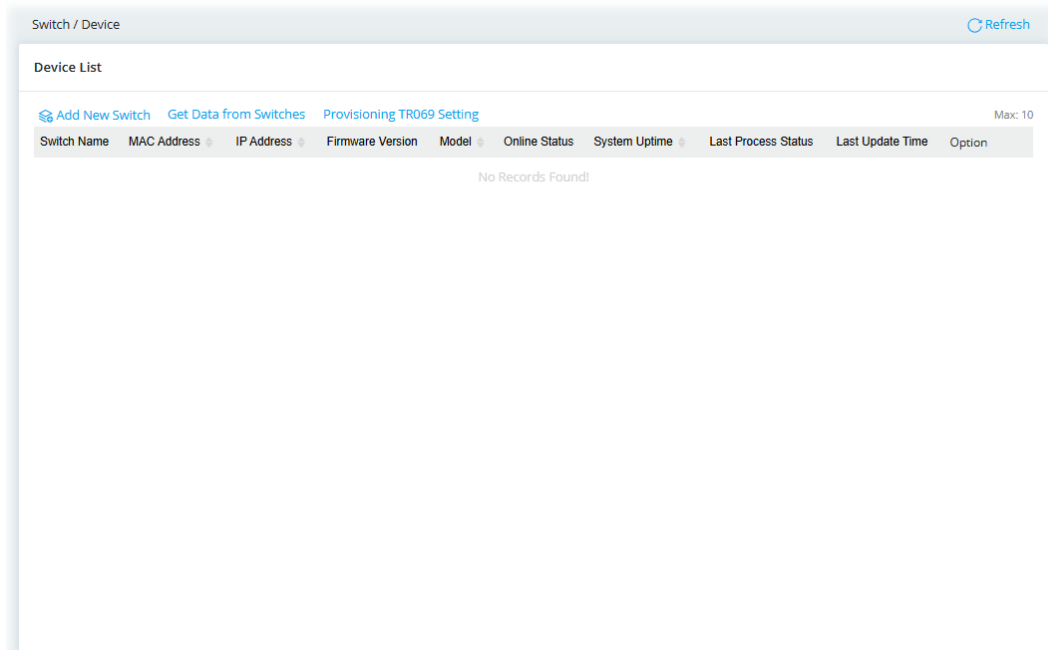 Switch / Device Refresh
Device List
Add New Switch Get Data from Switches Provisioning TR069 Setting Max: 10
Switch Name MAC Address IP Address Firmware Version Model Online Status System Uptime Last Process Status Last Update Time Option
No Records Found!